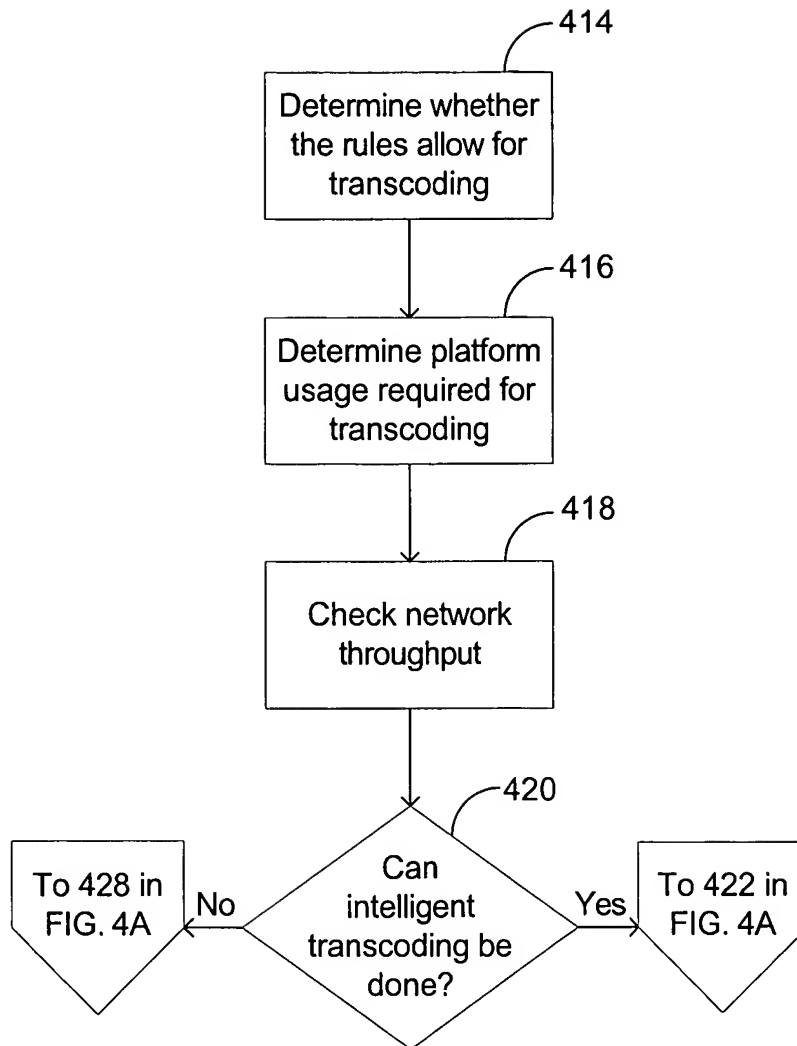 414
Determine whether
the rules allow for
transcoding
416
Determine platform
usage required for
transcoding
418
Check network
throughput
420
Can
intelligent
transcoding be
done?
No
To 428 in
FIG. 4A
Yes
To 422 in
FIG. 4A